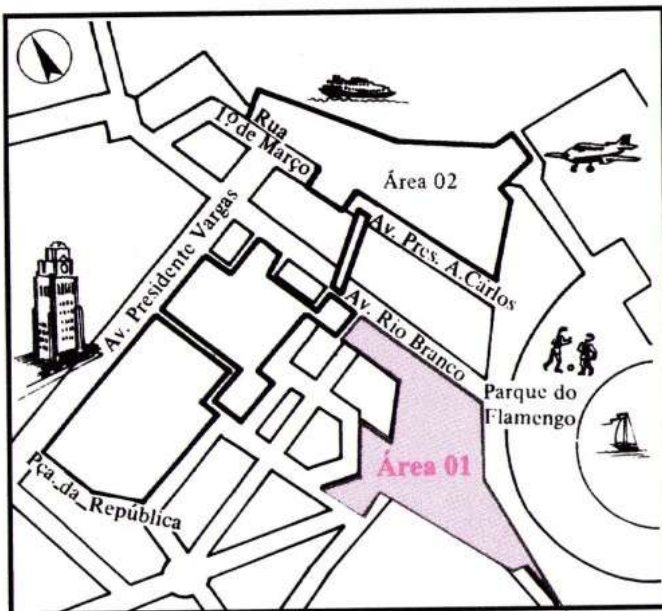 Rua
1º de Março
Área 02
Av. Presidente Vargas
Av. Pres. A.Carlos
Av. Rio Branco
Parque do
Flamengo
Área 01
Pça. da República